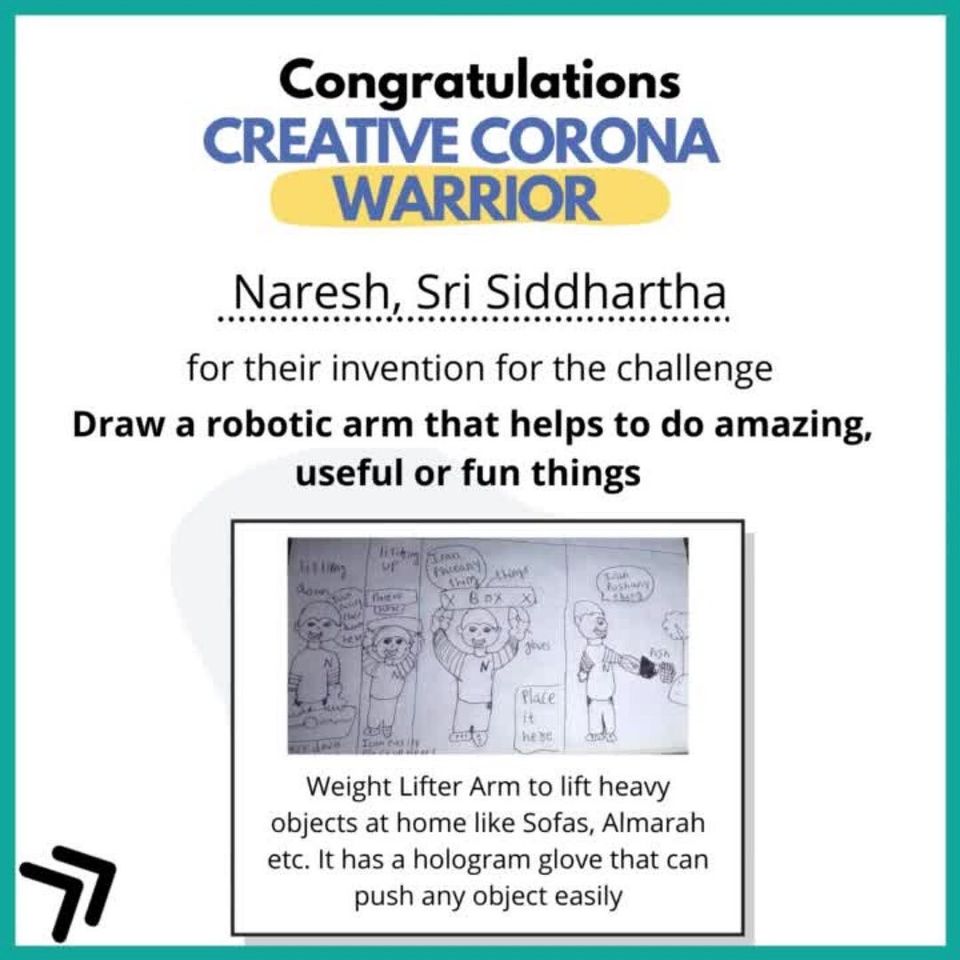 Congratulations
CREATIVE CORONA
WARRIOR
Naresh, Sri Siddhartha
for their invention for the challenge
Draw a robotic arm that helps to do amazing,
useful or fun things
lifting
up
things
X Box X
gloves
Place
it
here
Push
N
N
N
Weight Lifter Arm to lift heavy
objects at home like Sofas, Almarah
etc. It has a hologram glove that can
push any object easily